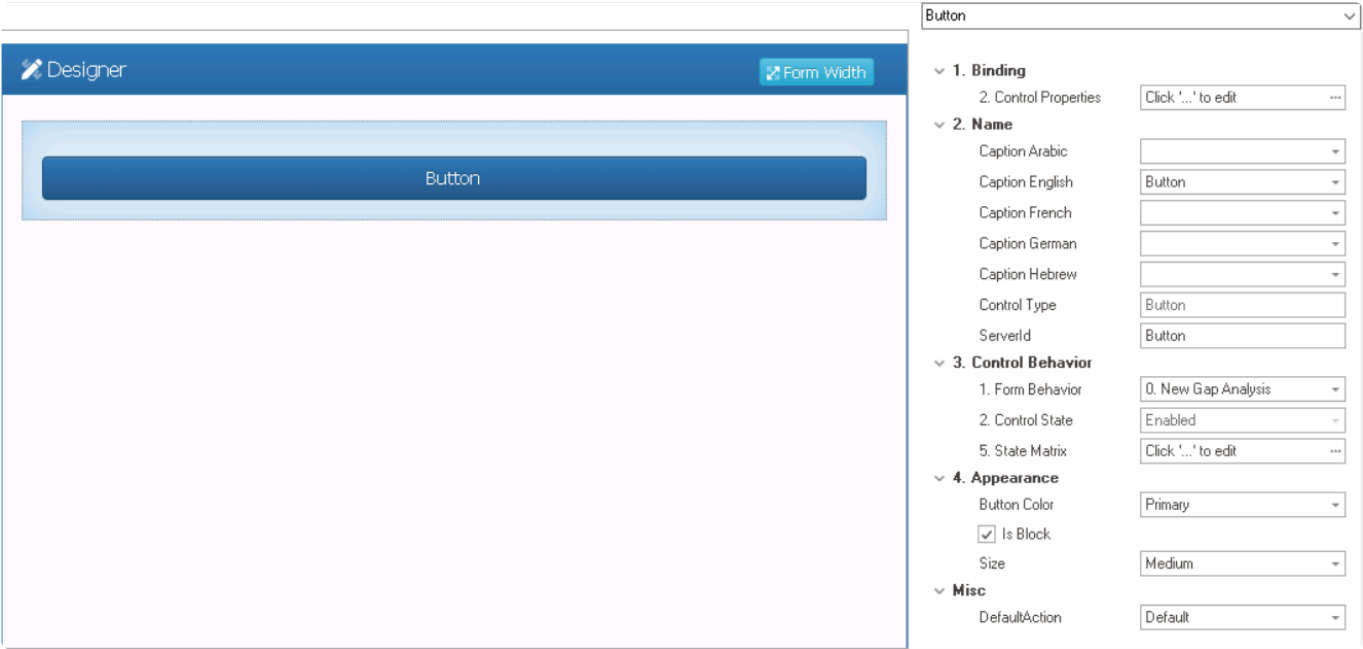 Button
Designer
Form Width
Button
1. Binding
2. Control Properties Click '...' to edit ...
2. Name
Caption Arabic
Caption English Button
Caption French
Caption German
Caption Hebrew
Control Type Button
ServerId Button
3. Control Behavior
1. Form Behavior 0. New Gap Analysis
2. Control State Enabled
5. State Matrix Click '...' to edit ...
4. Appearance
Button Color Primary
Is Block
Size Medium
Misc
DefaultAction Default